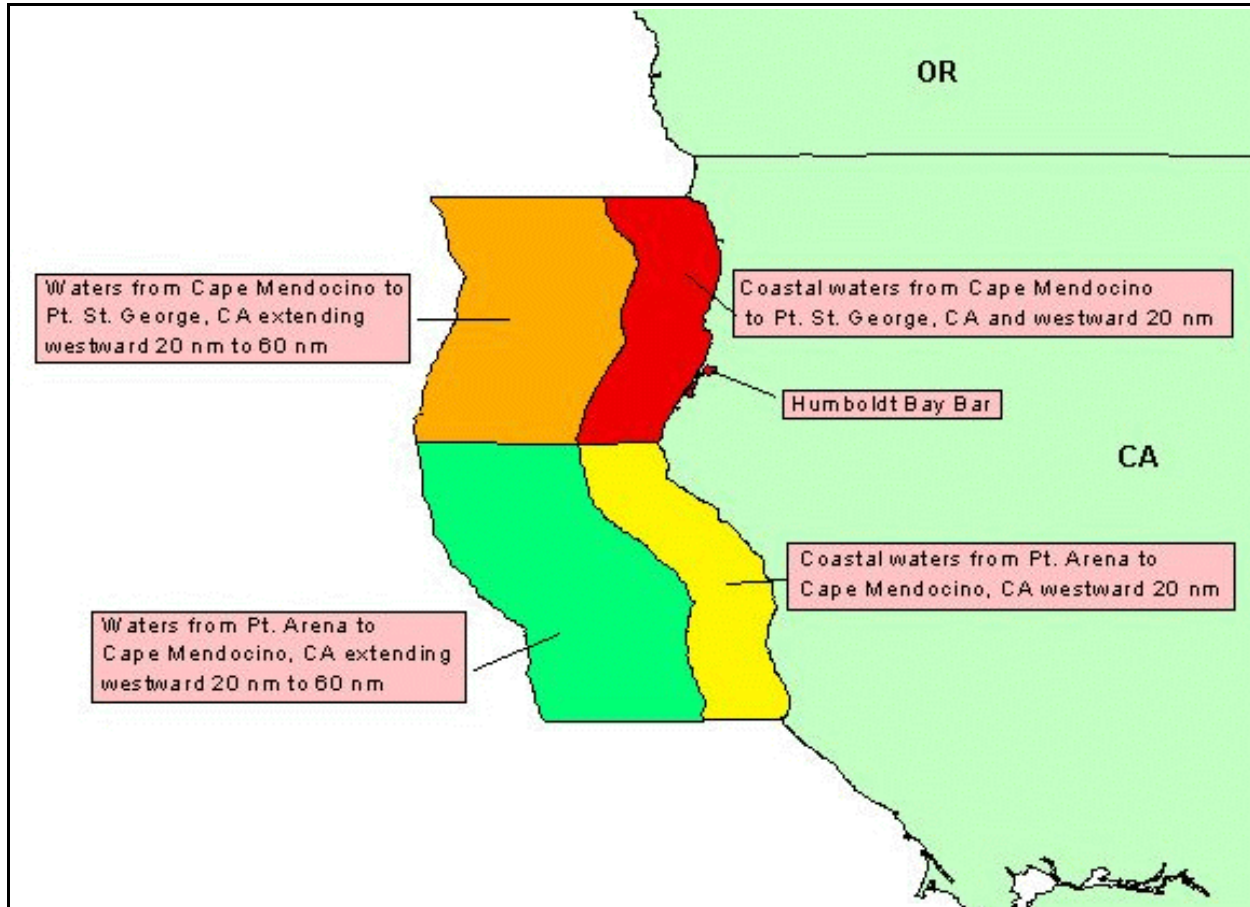 OR
Waters from Cape Mendocino to
Pt. St. George, CA extending
westward 20 nm to 60 nm
Coastal waters from Cape Mendocino
to Pt. St. George, CA and westward 20 nm
Humboldt Bay Bar
CA
Coastal waters from Pt. Arena to
Cape Mendocino, CA westward 20 nm
Waters from Pt. Arena to
Cape Mendocino, CA extending
westward 20 nm to 60 nm